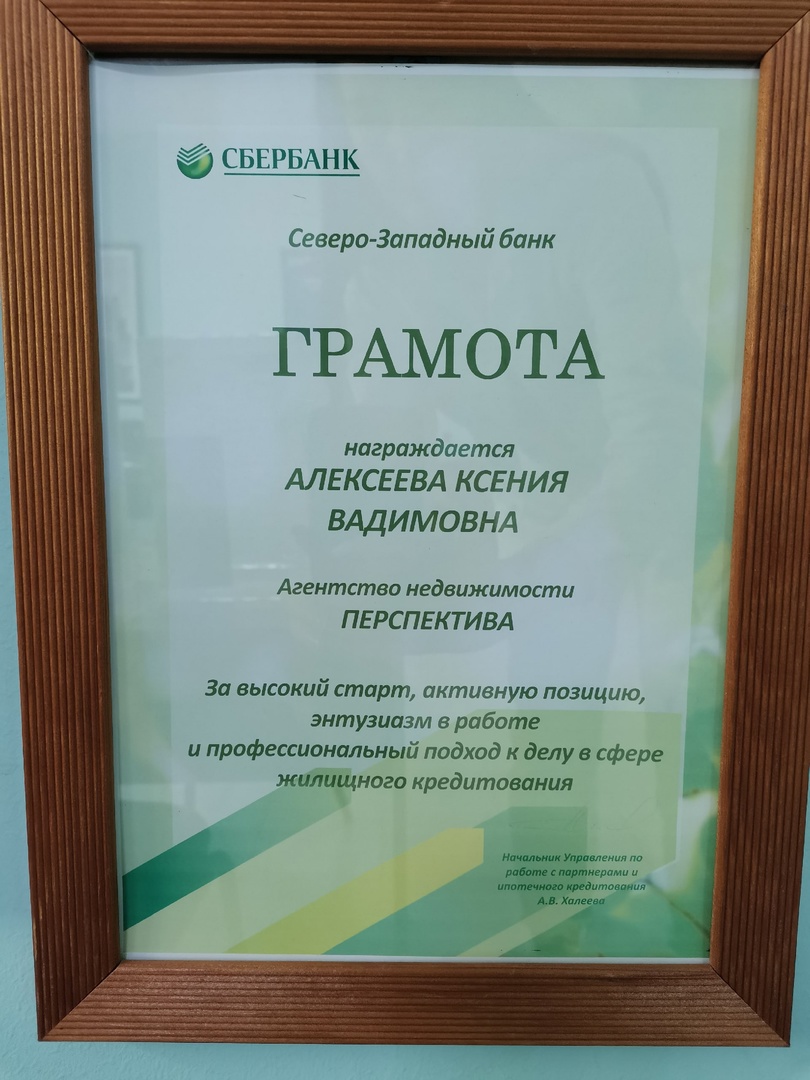 СБЕРБАНК
Северо-Западный банк
ГРАМОТА
награждается
АЛЕКСЕЕВА КСЕНИЯ
ВАДИМОВНА
Агентство недвижимости
ПЕРСПЕКТИВА
За высокий старт, активную позицию,
энтузиазм в работе
и профессиональный подход к делу в сфере
жилищного кредитования
Начальник Управления по
работе с партнерами и
ипотечного кредитования
А.В. Халеева